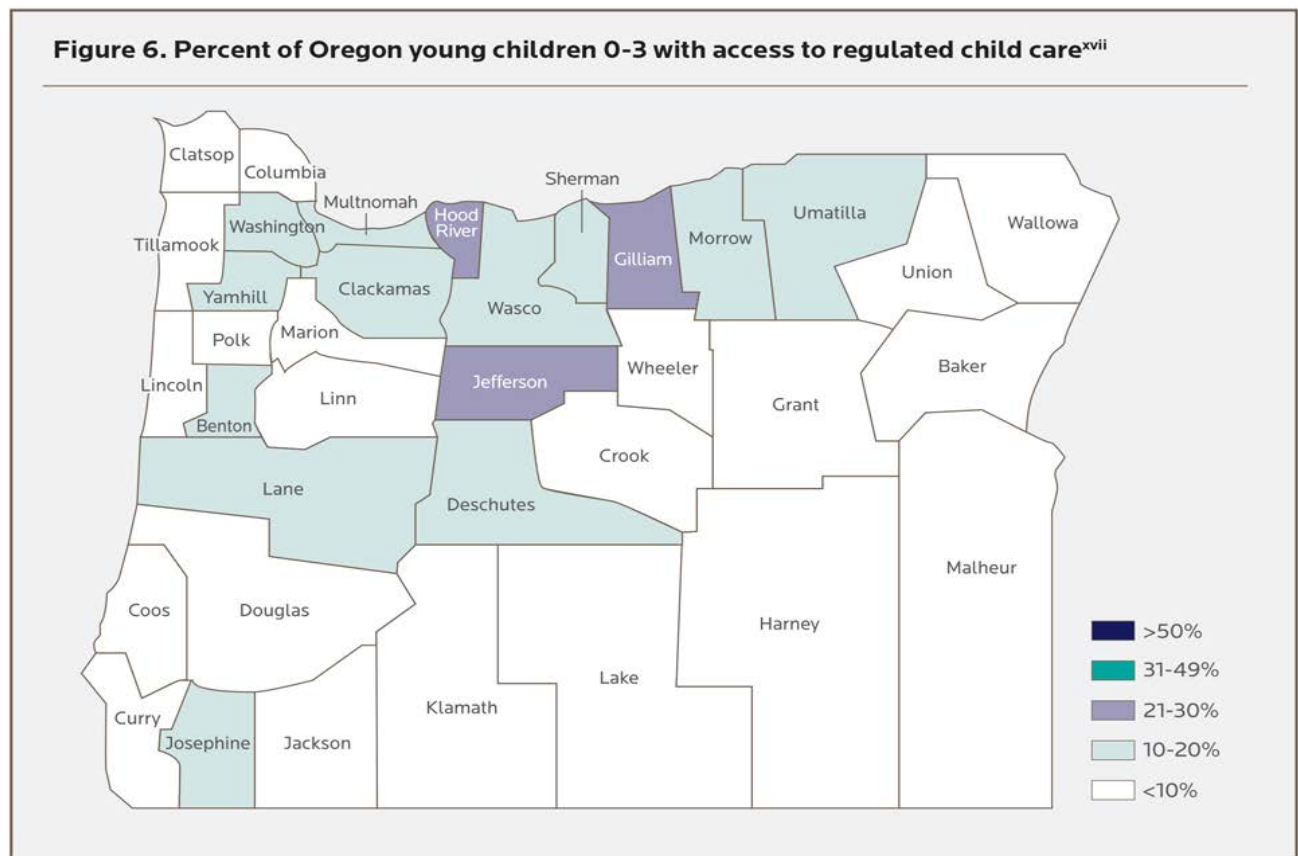 Figure 6. Percent of Oregon young children 0-3 with access to regulated child care^xvii
Clatsop
Columbia
Sherman
Multnomah
Hood
River
Washington
Tillamook
Umatilla
Wallowa
Morrow
Gilliam
Union
Yamhill
Clackamas
Wasco
Polk
Marion
Lincoln
Jefferson
Wheeler
Baker
Linn
Grant
Benton
Crook
Lane
Deschutes
Malheur
Coos
Douglas
Harney
Lake
Klamath
Curry
Josephine
Jackson
>50%
31-49%
21-30%
10-20%
<10%